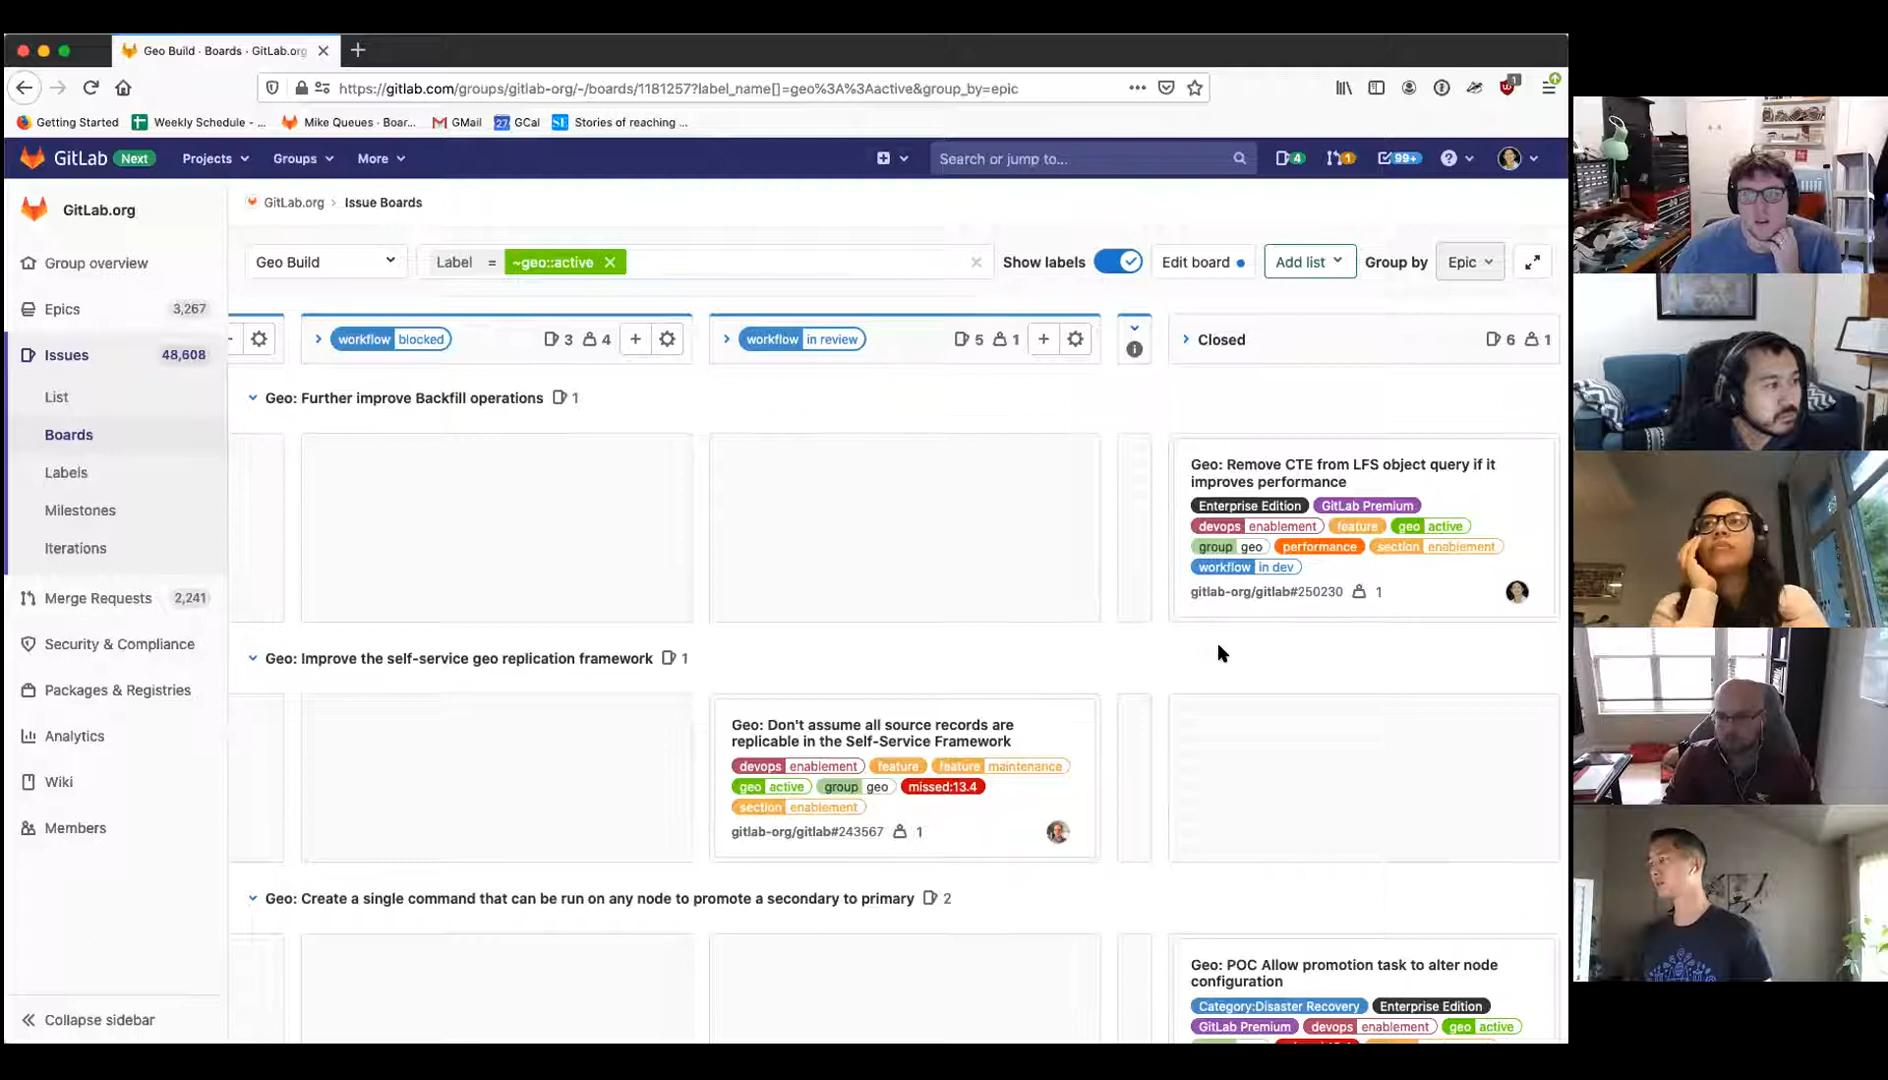 Geo Build · Boards · GitLab.org
https://gitlab.com/groups/gitlab-org/-/boards/1181257?label_name[]=geo%3A%3Aactive&group_by=epic
1
Getting Started Weekly Schedule - ... Mike Queues · Boar... GMail 27 GCal Stories of reaching ...
GitLab Next Projects Groups More Search or jump to... 4 1 99+
GitLab.org
GitLab.org > Issue Boards
Group overview
Epics 3,267
Issues 48,608
List
Boards
Labels
Milestones
Iterations
Merge Requests 2,241
Security & Compliance
Packages & Registries
Analytics
Wiki
Members
Collapse sidebar
Geo Build Label = ~geo::active Show labels Edit board Add list Group by Epic
workflow blocked 3 4
workflow in review 5 1
Closed 6 1
Geo: Further improve Backfill operations 1
Geo: Remove CTE from LFS object query if it
improves performance
Enterprise Edition GitLab Premium
devops enablement feature geo active
group geo performance section enablement
workflow in dev
gitlab-org/gitlab#250230 1
Geo: Improve the self-service geo replication framework 1
Geo: Don't assume all source records are
replicable in the Self-Service Framework
devops enablement feature feature maintenance
geo active group geo missed:13.4
section enablement
gitlab-org/gitlab#243567 1
Geo: Create a single command that can be run on any node to promote a secondary to primary 2
Geo: POC Allow promotion task to alter node
configuration
Category:Disaster Recovery Enterprise Edition
GitLab Premium devops enablement geo active